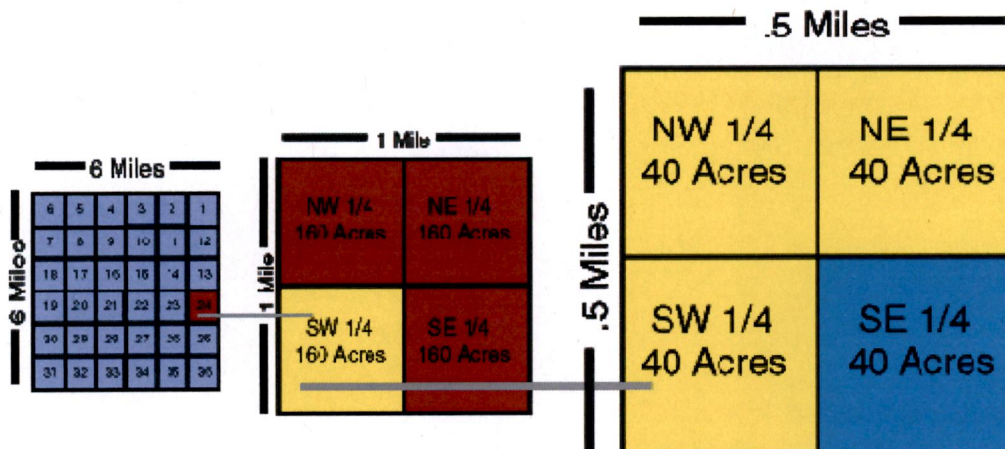 6 Miles
6 Miles
6 5 4 3 2 1
7 8 9 10 11 12
18 17 16 15 14 13
19 20 21 22 23 24
30 29 28 27 26 25
31 32 33 34 35 36
1 Mile
1 Mile
NW 1/4
160 Acres
NE 1/4
160 Acres
SW 1/4
160 Acres
SE 1/4
160 Acres
.5 Miles
.5 Miles
NW 1/4
40 Acres
NE 1/4
40 Acres
SW 1/4
40 Acres
SE 1/4
40 Acres